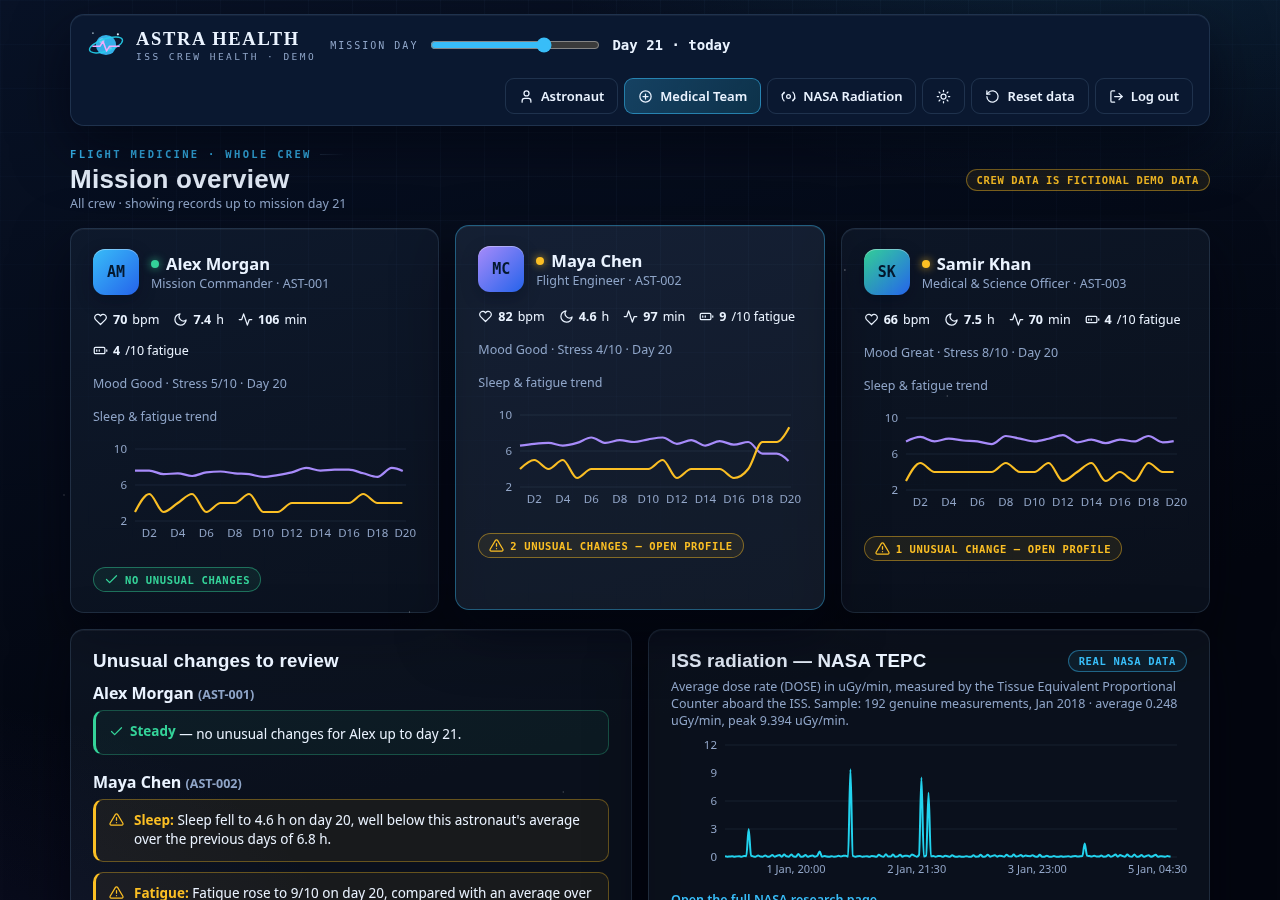 ASTRA HEALTH
ISS CREW HEALTH · DEMO
MISSION DAY
Day 21 · today
Astronaut
Medical Team
NASA Radiation
Reset data
Log out
FLIGHT MEDICINE · WHOLE CREW
Mission overview
All crew · showing records up to mission day 21
CREW DATA IS FICTIONAL DEMO DATA
AM
Alex Morgan
Mission Commander · AST-001
70 bpm 7.4 h 106 min
4 /10 fatigue
Mood Good · Stress 5/10 · Day 20
Sleep & fatigue trend
10
6
2
D2 D4 D6 D8 D10 D12 D14 D16 D18 D20
NO UNUSUAL CHANGES
MC
Maya Chen
Flight Engineer · AST-002
82 bpm 4.6 h 97 min 9 /10 fatigue
Mood Good · Stress 4/10 · Day 20
Sleep & fatigue trend
10
6
2
D2 D4 D6 D8 D10 D12 D14 D16 D18 D20
2 UNUSUAL CHANGES — OPEN PROFILE
SK
Samir Khan
Medical & Science Officer · AST-003
66 bpm 7.5 h 70 min 4 /10 fatigue
Mood Great · Stress 8/10 · Day 20
Sleep & fatigue trend
10
6
2
D2 D4 D6 D8 D10 D12 D14 D16 D18 D20
1 UNUSUAL CHANGE — OPEN PROFILE
Unusual changes to review
Alex Morgan (AST-001)
Steady — no unusual changes for Alex up to day 21.
Maya Chen (AST-002)
Sleep: Sleep fell to 4.6 h on day 20, well below this astronaut's average
over the previous days of 6.8 h.
Fatigue: Fatigue rose to 9/10 on day 20, compared with an average over
ISS radiation — NASA TEPC
REAL NASA DATA
Average dose rate (DOSE) in uGy/min, measured by the Tissue Equivalent Proportional
Counter aboard the ISS. Sample: 192 genuine measurements, Jan 2018 · average 0.248
uGy/min, peak 9.394 uGy/min.
12
9
6
3
0
1 Jan, 20:00 2 Jan, 21:30 3 Jan, 23:00 5 Jan, 04:30
Open the full NASA research page